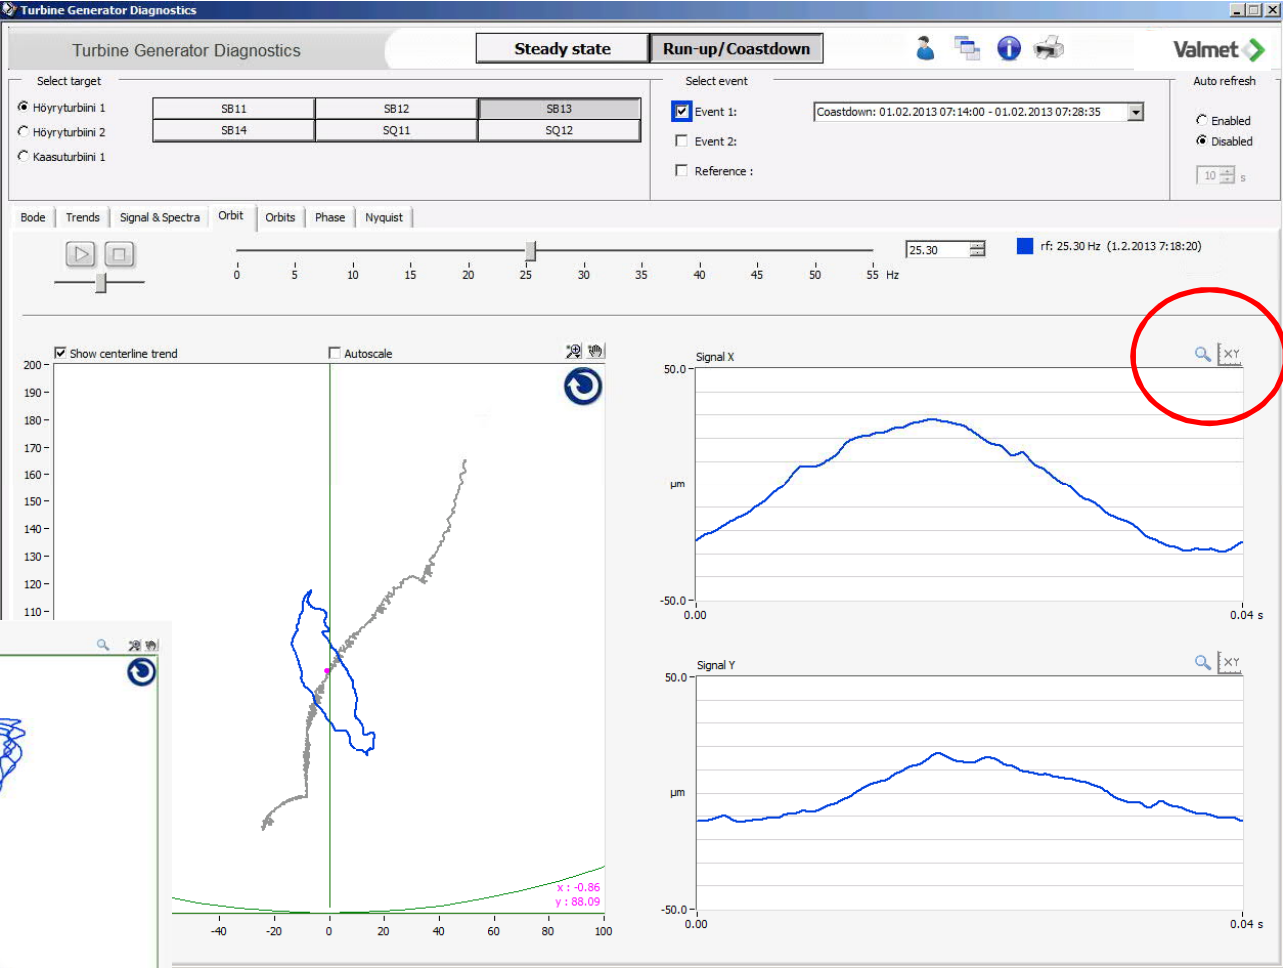 Turbine Generator Diagnostics
Turbine Generator Diagnostics
Steady state
Run-up/Coastdown
Valmet
Select target
Select event
Auto refresh
Höyryturbiini 1
SB11
SB12
SB13
Event 1:
Coastdown: 01.02.2013 07:14:00 - 01.02.2013 07:28:35
Enabled
Höyryturbiini 2
SB14
SQ11
SQ12
Event 2:
Disabled
Kaasuturbiini 1
Reference :
10 s
Bode
Trends
Signal & Spectra
Orbit
Orbits
Phase
Nyquist
25.30
rf: 25.30 Hz (1.2.2013 7:18:20)
0 5 10 15 20 25 30 35 40 45 50 55 Hz
Show centerline trend
Autoscale
200
190
180
170
160
150
140
130
120
110
x : -0.86
y : 88.09
-40 -20 0 20 40 60 80 100
Signal X
XY
50.0
µm
-50.0
0.00 0.04 s
Signal Y
XY
50.0
µm
-50.0
0.00 0.04 s